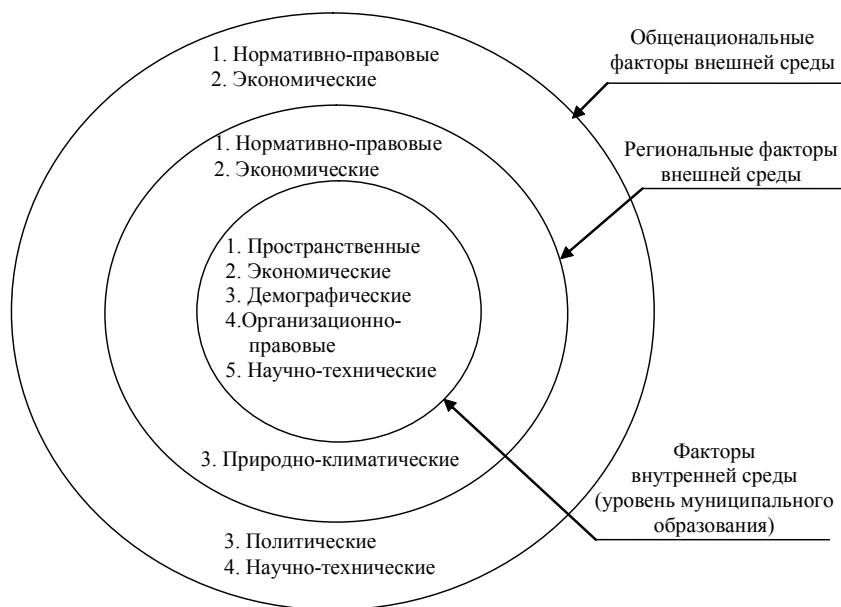 1. Нормативно-правовые
2. Экономические
1. Нормативно-правовые
2. Экономические
1. Пространственные
2. Экономические
3. Демографические
4.Организационно-
правовые
5. Научно-технические
3. Природно-климатические
3. Политические
4. Научно-технические
Общенациональные
факторы внешней среды
Региональные факторы
внешней среды
Факторы
внутренней среды
(уровень муниципального
образования)